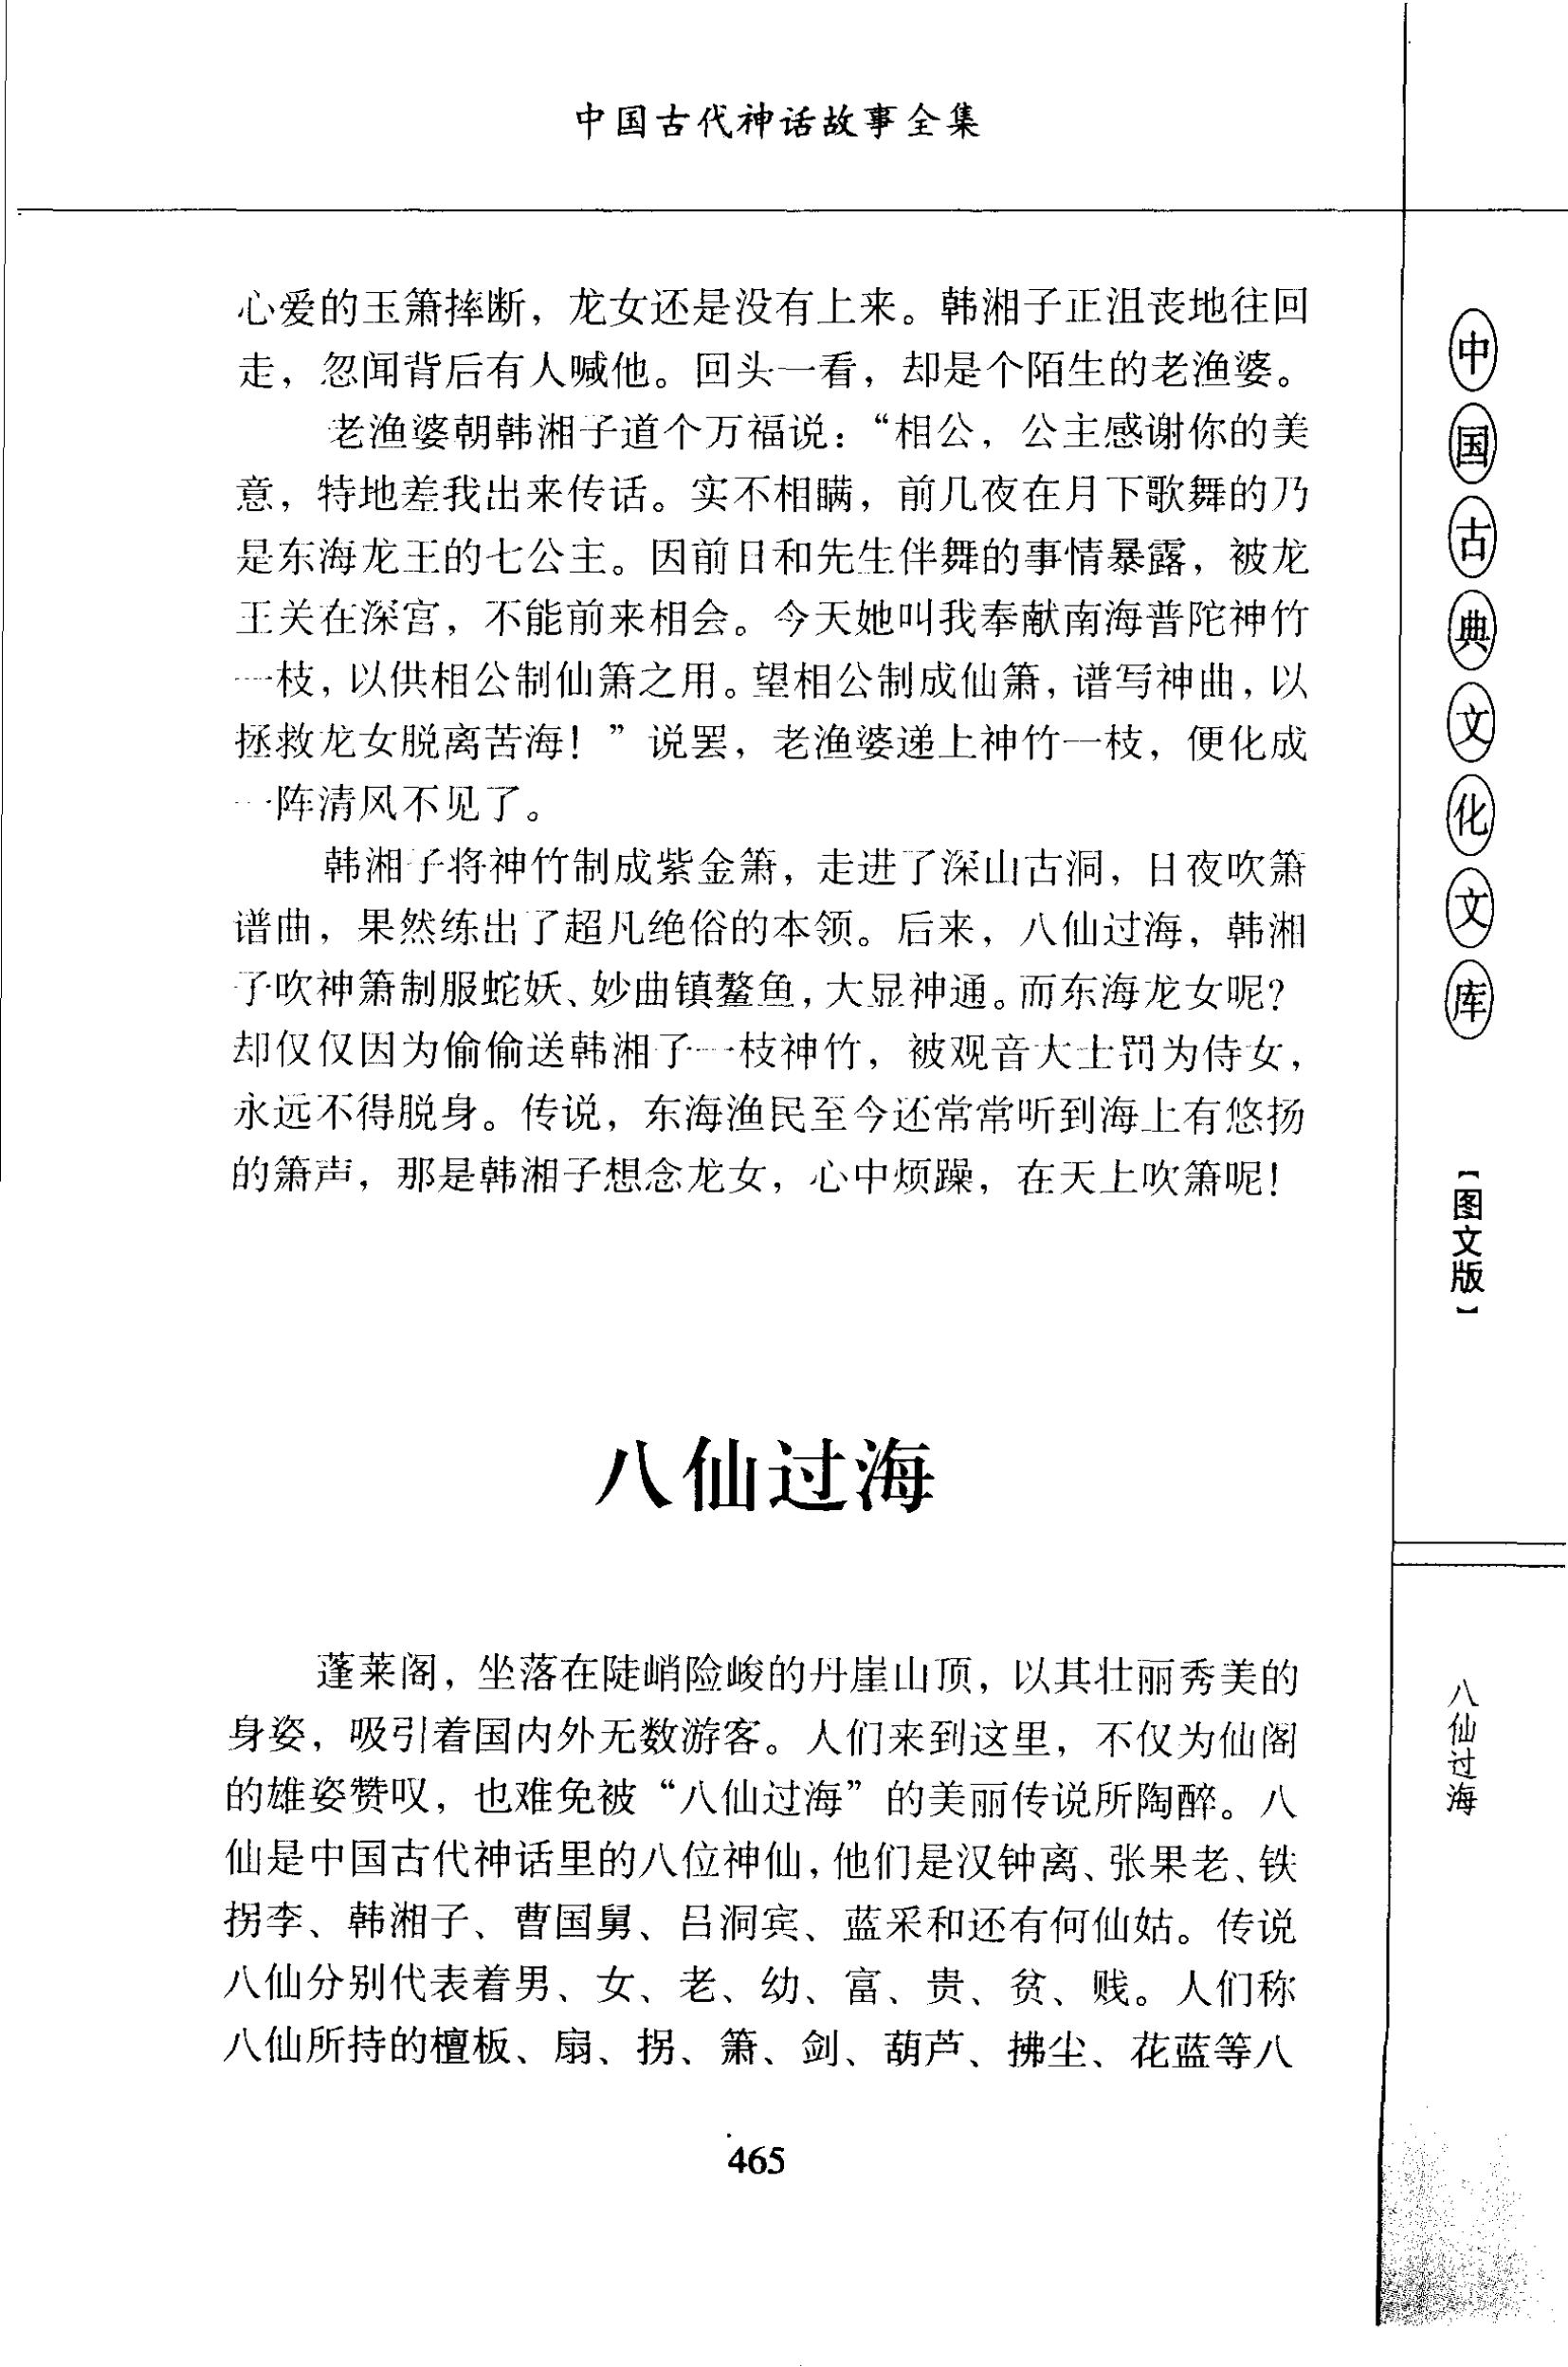 中国古代神话故事全集
心爱的玉箫摔断，龙女还是没有上来。韩湘子正沮丧地往回
走，忽闻背后有人喊他。回头一看，却是个陌生的老渔婆。
老渔婆朝韩湘子道个万福说：“相公，公主感谢你的美
意，特地差我出来传话。实不相瞒，前几夜在月下歌舞的乃
是东海龙王的七公主。因前日和先生伴舞的事情暴露，被龙
王关在深宫，不能前来相会。今天她叫我奉献南海普陀神竹
一枝，以供相公制仙箫之用。望相公制成仙箫，谱写神曲，以
拯救龙女脱离苦海！”说罢，老渔婆递上神竹一枝，便化成
一阵清风不见了。
韩湘子将神竹制成紫金箫，走进了深山古洞，日夜吹箫
谱曲，果然练出了超凡绝俗的本领。后来，八仙过海，韩湘
子吹神箫制服蛇妖、妙曲镇鳌鱼，大显神通。而东海龙女呢？
却仅仅因为偷偷送韩湘子一枝神竹，被观音大士罚为侍女，
永远不得脱身。传说，东海渔民至今还常常听到海上有悠扬
的箫声，那是韩湘子想念龙女，心中烦躁，在天上吹箫呢！
八仙过海
蓬莱阁，坐落在陡峭险峻的丹崖山顶，以其壮丽秀美的
身姿，吸引着国内外无数游客。人们来到这里，不仅为仙阁
的雄姿赞叹，也难免被“八仙过海”的美丽传说所陶醉。八
仙是中国古代神话里的八位神仙，他们是汉钟离、张果老、铁
拐李、韩湘子、曹国舅、吕洞宾、蓝采和还有何仙姑。传说
八仙分别代表着男、女、老、幼、富、贵、贫、贱。人们称
八仙所持的檀板、扇、拐、箫、剑、葫芦、拂尘、花蓝等八
465
中国古典文化文库
【图文版】
八仙过海